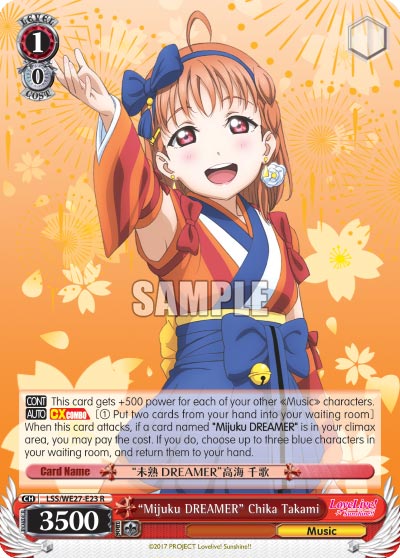 LEVEL
1
0
COST
SAMPLE
CONT This card gets +500 power for each of your other «Music» characters.
AUTO CX COMBO [① Put two cards from your hand into your waiting room]
When this card attacks, if a card named "Mijuku DREAMER" is in your climax
area, you may pay the cost. If you do, choose up to three blue characters
in your waiting room, and return them to your hand.
Card Name "未熟 DREAMER"高海 千歌
CH LSS/WE27-E23 R
"Mijuku DREAMER" Chika Takami
LoveLive!
Sunshine!!
3500
Music
©2017 PROJECT Lovelive! Sunshine!!